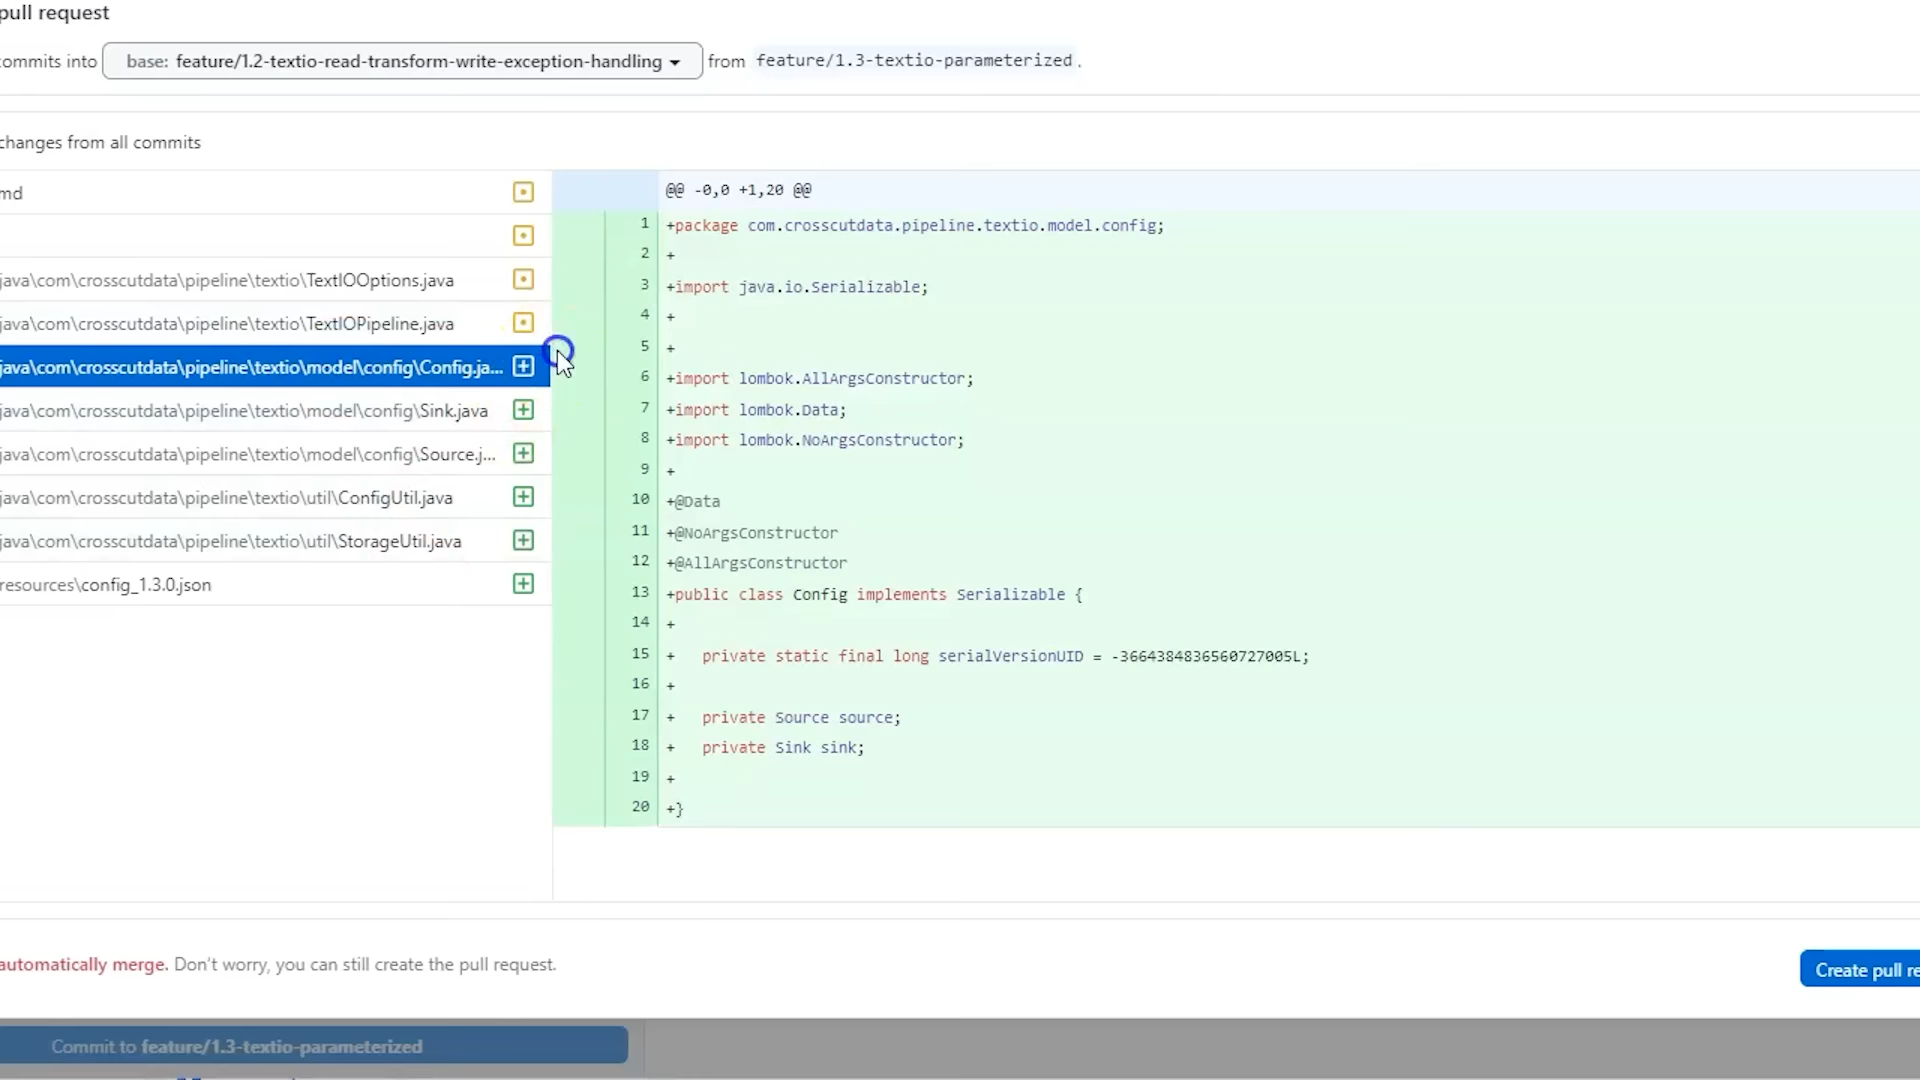 pull request
commits into base: feature/1.2-textio-read-transform-write-exception-handling from feature/1.3-textio-parameterized.
changes from all commits
md
java\com\crosscutdata\pipeline\textio\TextIOOptions.java
java\com\crosscutdata\pipeline\textio\TextIOPipeline.java
java\com\crosscutdata\pipeline\textio\model\config\Config.ja...
java\com\crosscutdata\pipeline\textio\model\config\Sink.java
java\com\crosscutdata\pipeline\textio\model\config\Source.j...
java\com\crosscutdata\pipeline\textio\util\ConfigUtil.java
java\com\crosscutdata\pipeline\textio\util\StorageUtil.java
resources\config_1.3.0.json
@@ -0,0 +1,20 @@
1 +package com.crosscutdata.pipeline.textio.model.config;
2 +
3 +import java.io.Serializable;
4 +
5 +
6 +import lombok.AllArgsConstructor;
7 +import lombok.Data;
8 +import lombok.NoArgsConstructor;
9 +
10 +@Data
11 +@NoArgsConstructor
12 +@AllArgsConstructor
13 +public class Config implements Serializable {
14 +
15 + private static final long serialVersionUID = -3664384836560727005L;
16 +
17 + private Source source;
18 + private Sink sink;
19 +
20 +}
automatically merge. Don't worry, you can still create the pull request.
Create pull re
Commit to feature/1.3-textio-parameterized